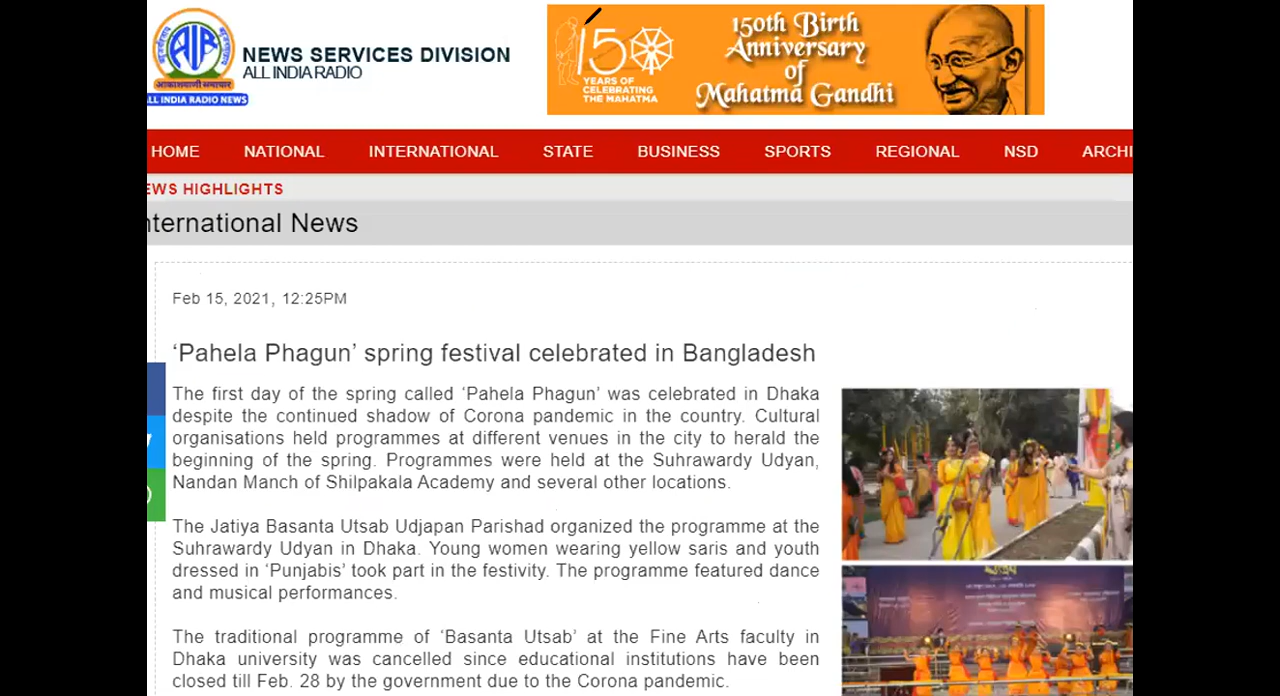 NEWS SERVICES DIVISION
ALL INDIA RADIO
AIR
आकाशवाणी समाचार
ALL INDIA RADIO NEWS
150
YEARS OF
CELEBRATING
THE MAHATMA
150th Birth
Anniversary
of
Mahatma Gandhi
HOME NATIONAL INTERNATIONAL STATE BUSINESS SPORTS REGIONAL NSD ARCHI
EWS HIGHLIGHTS
nternational News
Feb 15, 2021, 12:25PM
‘Pahela Phagun’ spring festival celebrated in Bangladesh
The first day of the spring called ‘Pahela Phagun’ was celebrated in Dhaka
despite the continued shadow of Corona pandemic in the country. Cultural
organisations held programmes at different venues in the city to herald the
beginning of the spring. Programmes were held at the Suhrawardy Udyan,
Nandan Manch of Shilpakala Academy and several other locations.
The Jatiya Basanta Utsab Udjapan Parishad organized the programme at the
Suhrawardy Udyan in Dhaka. Young women wearing yellow saris and youth
dressed in ‘Punjabis’ took part in the festivity. The programme featured dance
and musical performances.
The traditional programme of ‘Basanta Utsab’ at the Fine Arts faculty in
Dhaka university was cancelled since educational institutions have been
closed till Feb. 28 by the government due to the Corona pandemic.